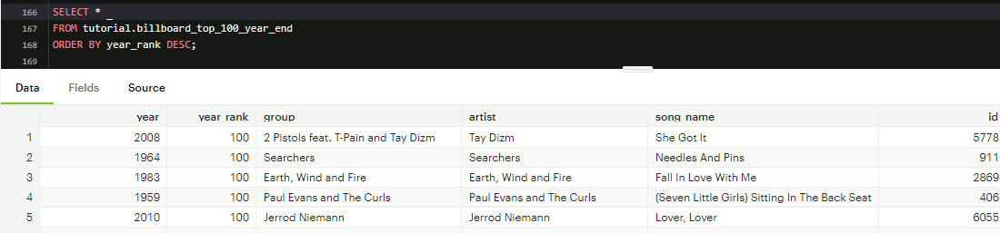 166 SELECT * _
167 FROM tutorial.billboard_top_100_year_end
168 ORDER BY year_rank DESC;
169
Data Fields Source
year year_rank group artist song_name id
1 2008 100 2 Pistols feat. T-Pain and Tay Dizm Tay Dizm She Got It 5778
2 1964 100 Searchers Searchers Needles And Pins 911
3 1983 100 Earth, Wind and Fire Earth, Wind and Fire Fall In Love With Me 2869
4 1959 100 Paul Evans and The Curls Paul Evans and The Curls (Seven Little Girls) Sitting In The Back Seat 406
5 2010 100 Jerrod Niemann Jerrod Niemann Lover, Lover 6055